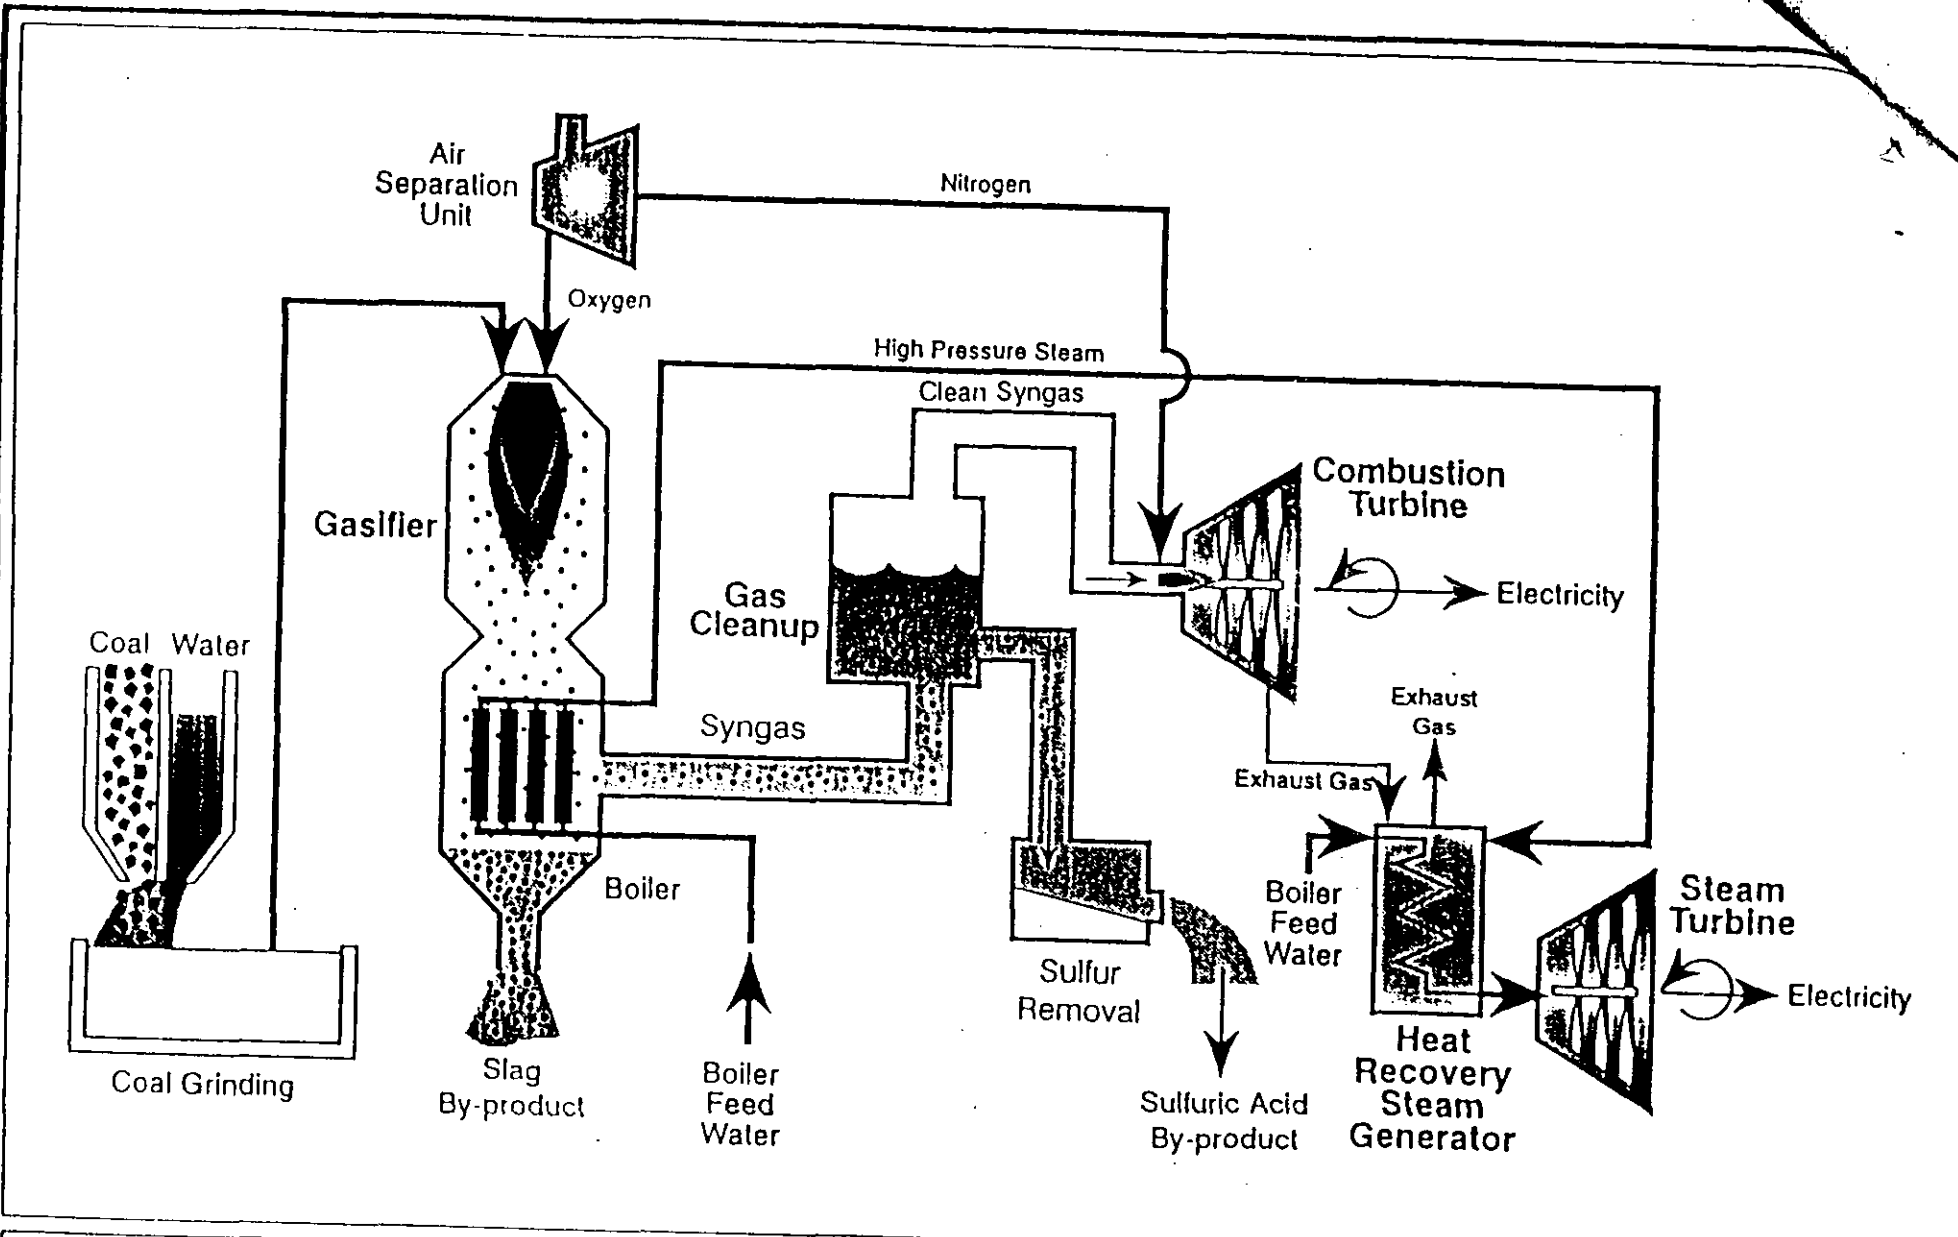 Air
Separation
Unit
Nitrogen
Oxygen
High Pressure Steam
Clean Syngas
Combustion
Turbine
Gasifier
Electricity
Gas
Cleanup
Coal
Water
Exhaust
Gas
Syngas
Exhaust Gas
Boiler
Boiler
Feed
Water
Steam
Turbine
Electricity
Sulfur
Removal
Heat
Recovery
Steam
Generator
Coal Grinding
Slag
By-product
Boiler
Feed
Water
Sulfuric Acid
By-product